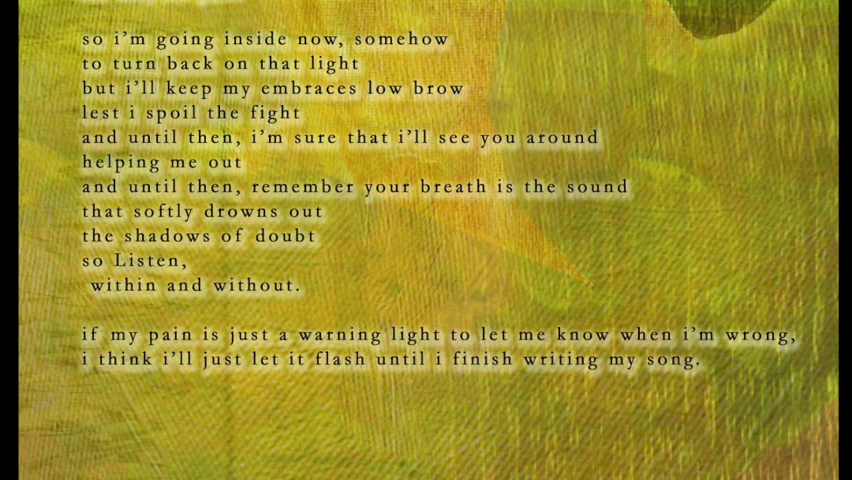 so i'm going inside now, somehow
to turn back on that light
but i'll keep my embraces low brow
lest i spoil the fight
and until then, i'm sure that i'll see you around
helping me out
and until then, remember your breath is the sound
that softly drowns out
the shadows of doubt
so Listen,
within and without.
if my pain is just a warning light to let me know when i'm wrong,
i think i'll just let it flash until i finish writing my song.